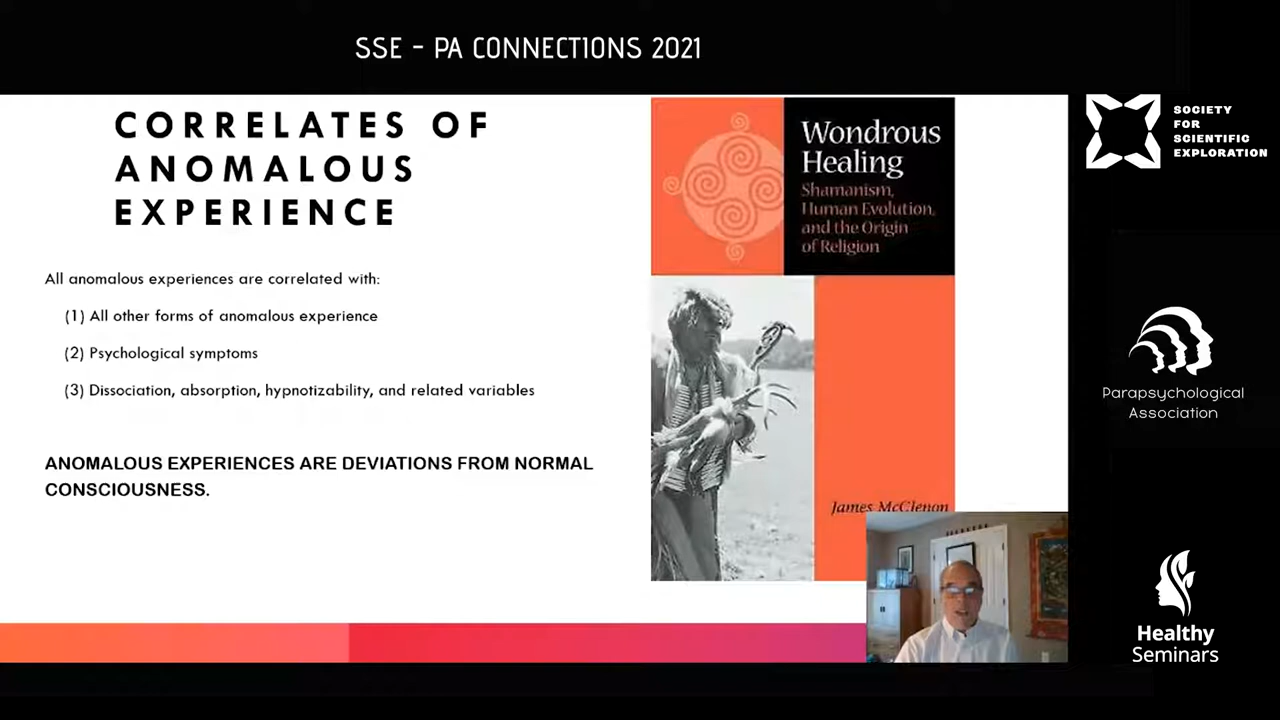 SSE - PA CONNECTIONS 2021
CORRELATES OF
ANOMALOUS
EXPERIENCE
All anomalous experiences are correlated with:
(1) All other forms of anomalous experience
(2) Psychological symptoms
(3) Dissociation, absorption, hypnotizability, and related variables
ANOMALOUS EXPERIENCES ARE DEVIATIONS FROM NORMAL
CONSCIOUSNESS.
Wondrous
Healing
Shamanism,
Human Evolution,
and the Origin
of Religion
James McClenon
SOCIETY
FOR
SCIENTIFIC
EXPLORATION
Parapsychological
Association
Healthy
Seminars